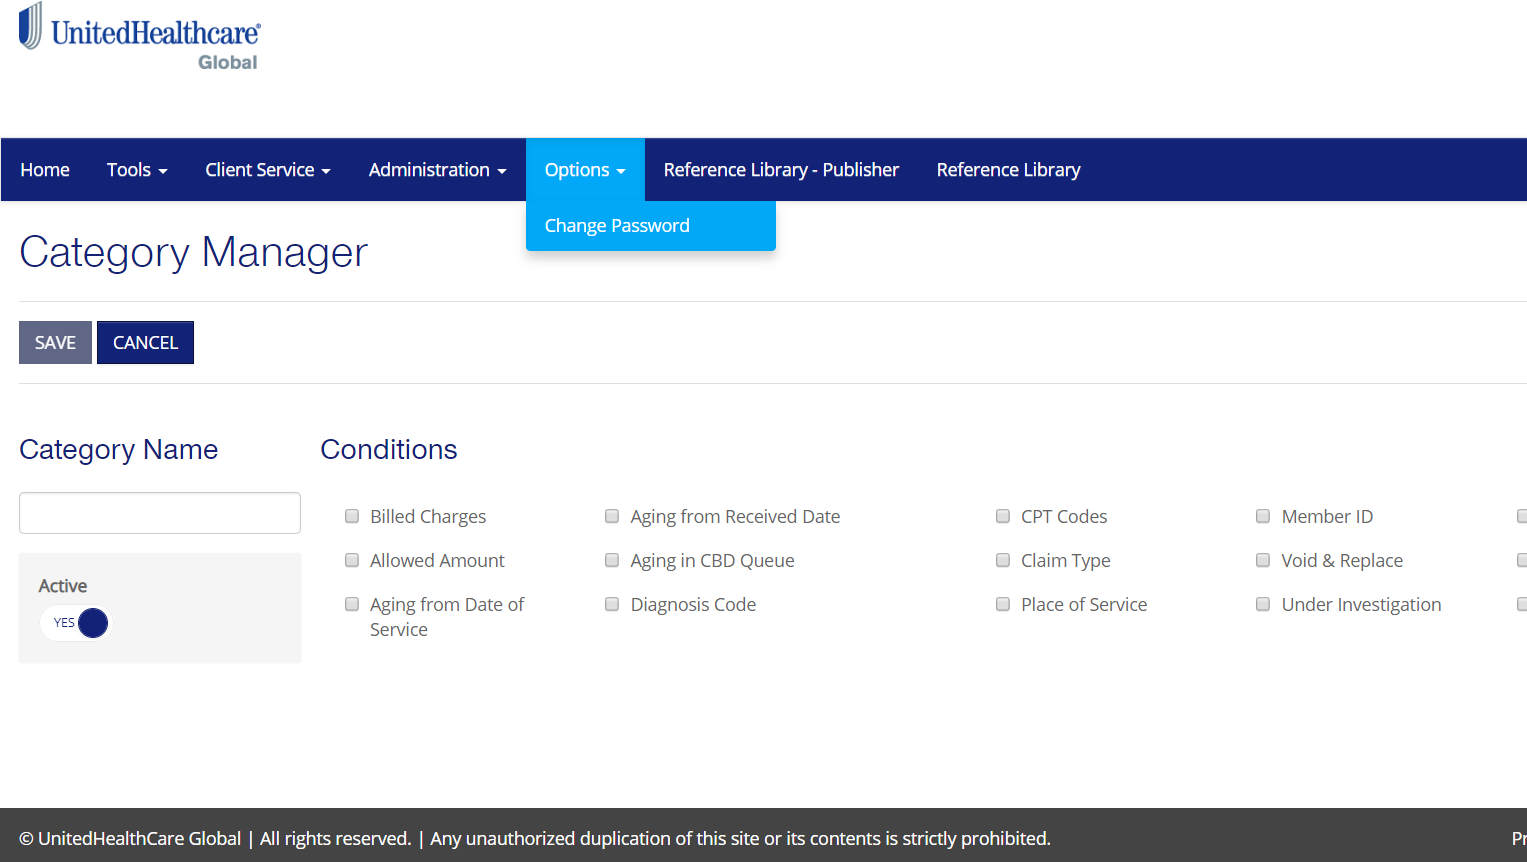 UnitedHealthcare®
Global
Home Tools Client Service Administration Options Reference Library - Publisher Reference Library
Change Password
Category Manager
SAVE CANCEL
Category Name Conditions
Billed Charges Aging from Received Date CPT Codes Member ID
Allowed Amount Aging in CBD Queue Claim Type Void & Replace
Active
Aging from Date of Diagnosis Code Place of Service Under Investigation
Service
YES
© UnitedHealthCare Global | All rights reserved. | Any unauthorized duplication of this site or its contents is strictly prohibited. Pr